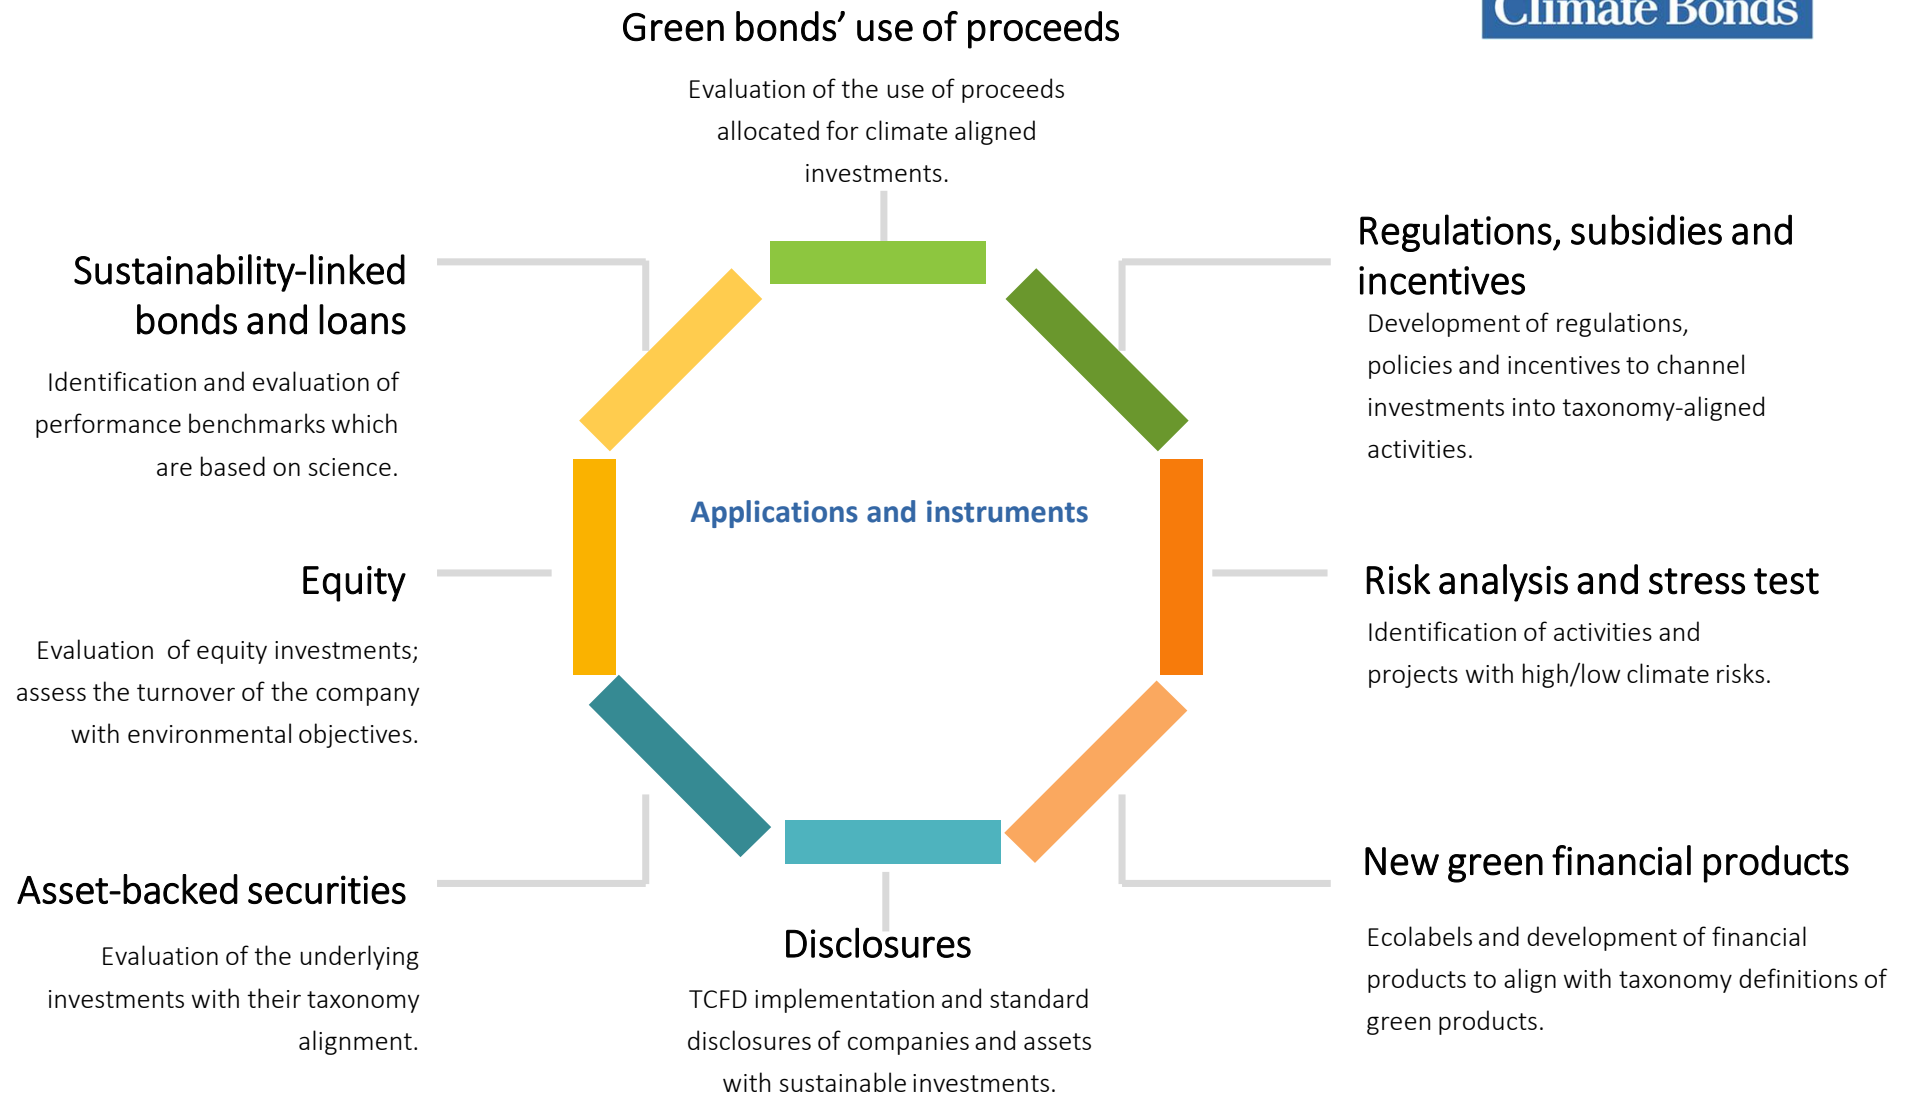 Climate Bonds
Green bonds’ use of proceeds
Evaluation of the use of proceeds
allocated for climate aligned
investments.
Regulations, subsidies and
incentives
Development of regulations,
policies and incentives to channel
investments into taxonomy-aligned
activities.
Risk analysis and stress test
Identification of activities and
projects with high/low climate risks.
New green financial products
Ecolabels and development of financial
products to align with taxonomy definitions of
green products.
Disclosures
TCFD implementation and standard
disclosures of companies and assets
with sustainable investments.
Asset-backed securities
Evaluation of the underlying
investments with their taxonomy
alignment.
Equity
Evaluation of equity investments;
assess the turnover of the company
with environmental objectives.
Sustainability-linked
bonds and loans
Identification and evaluation of
performance benchmarks which
are based on science.
Applications and instruments